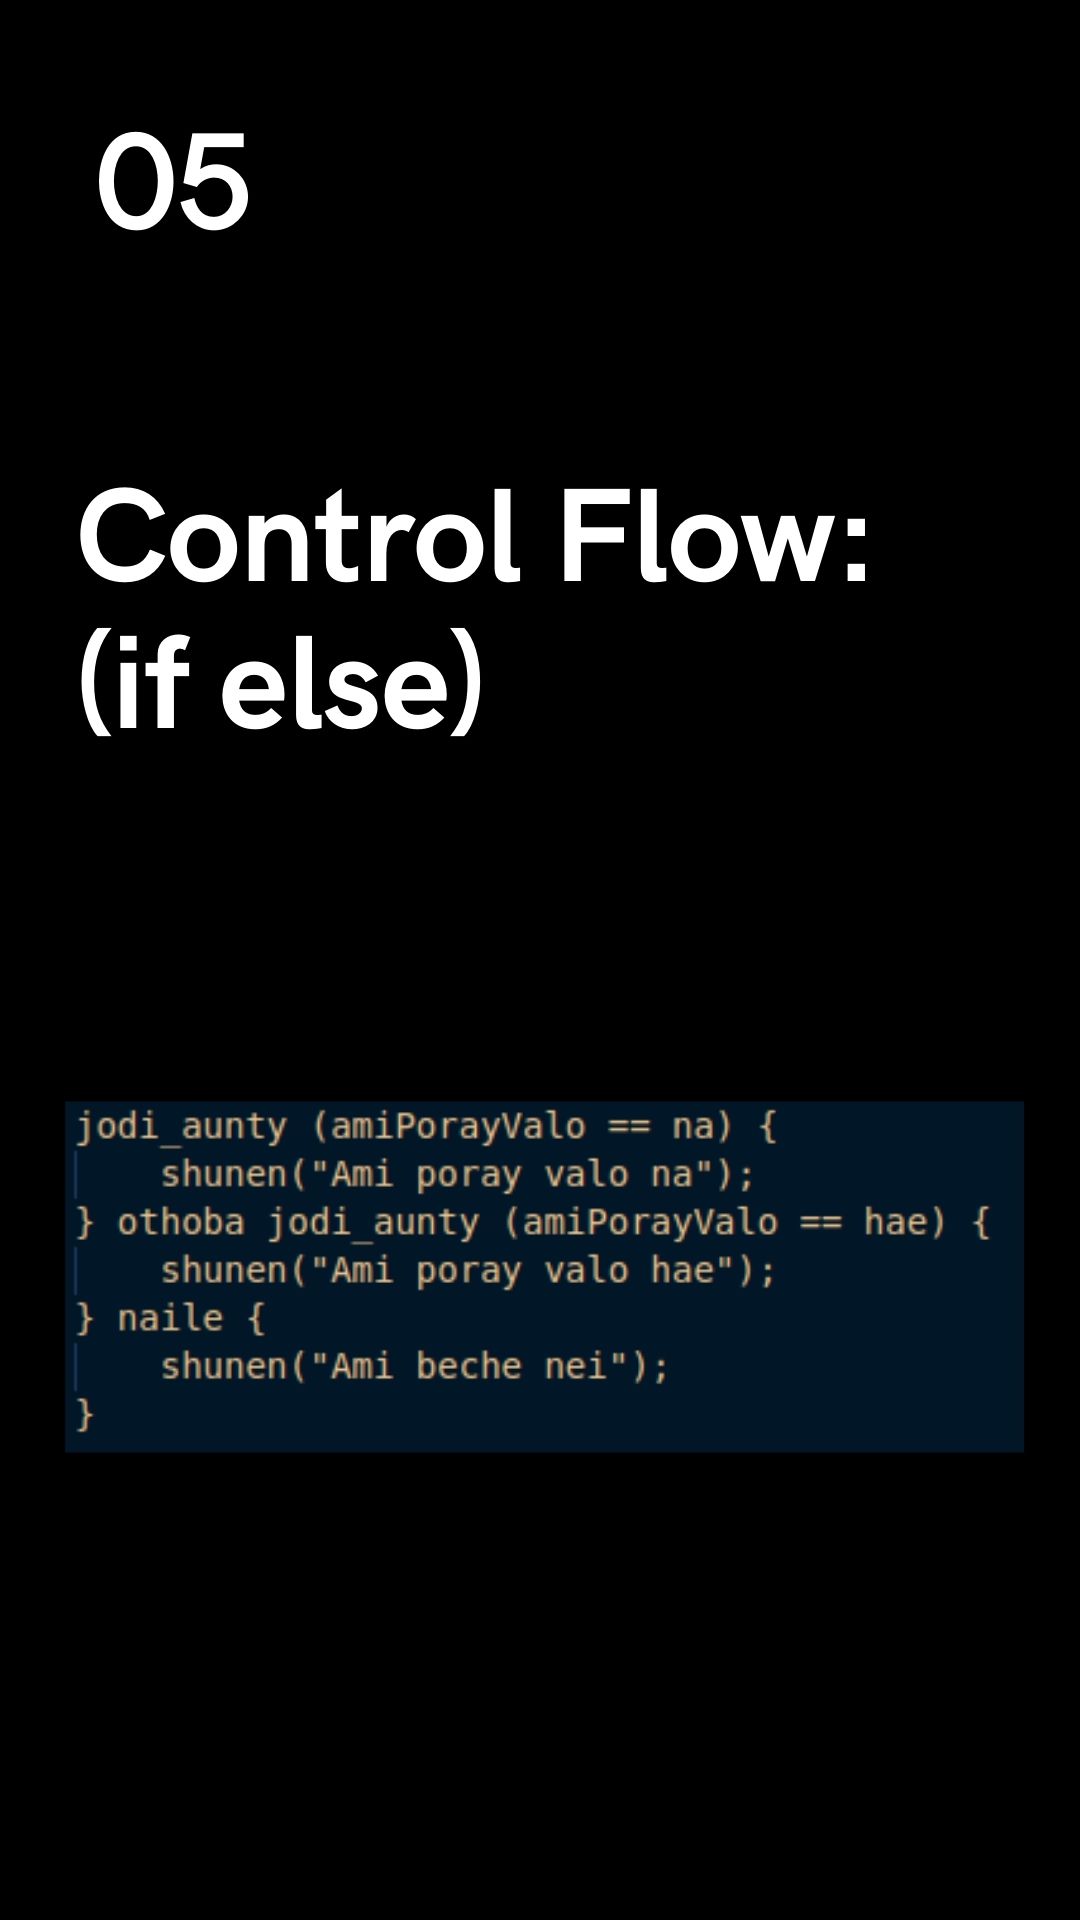 05
Control Flow:
(if else)
jodi_aunty (amiPorayValo == na) {
    shunen("Ami poray valo na");
} othoba jodi_aunty (amiPorayValo == hae) {
    shunen("Ami poray valo hae");
} naile {
    shunen("Ami beche nei");
}